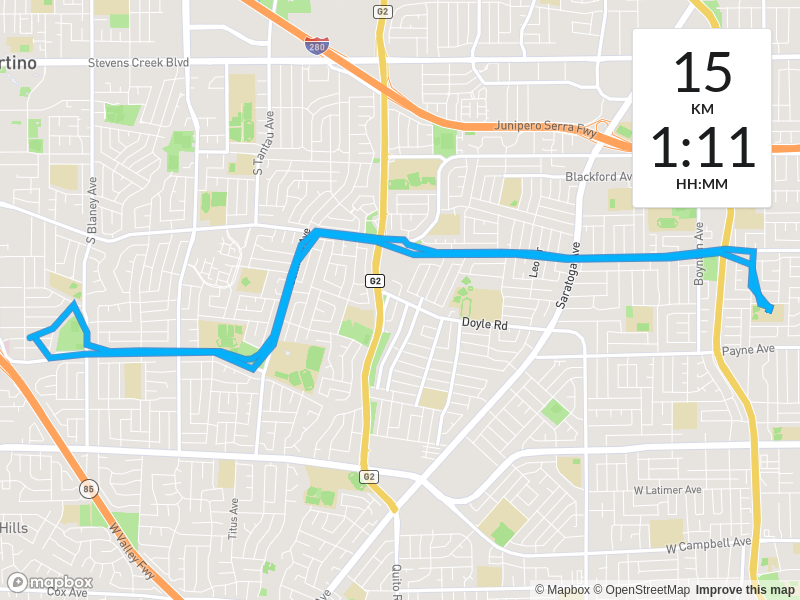 G2
280
rtino
Stevens Creek Blvd
15
KM
1:11
HH:MM
S Tantau Ave
Junipero Serra Fwy
Blackford Ave
S Blaney Ave
Ave
Saratoga Ave
G2
Doyle Rd
Payne Ave
G2
85
W Latimer Ave
Titus Ave
Hills
W Valley Fwy
W Campbell Ave
Quito R
mapbox
Cox Ave
Ave
© Mapbox © OpenStreetMap Improve this map